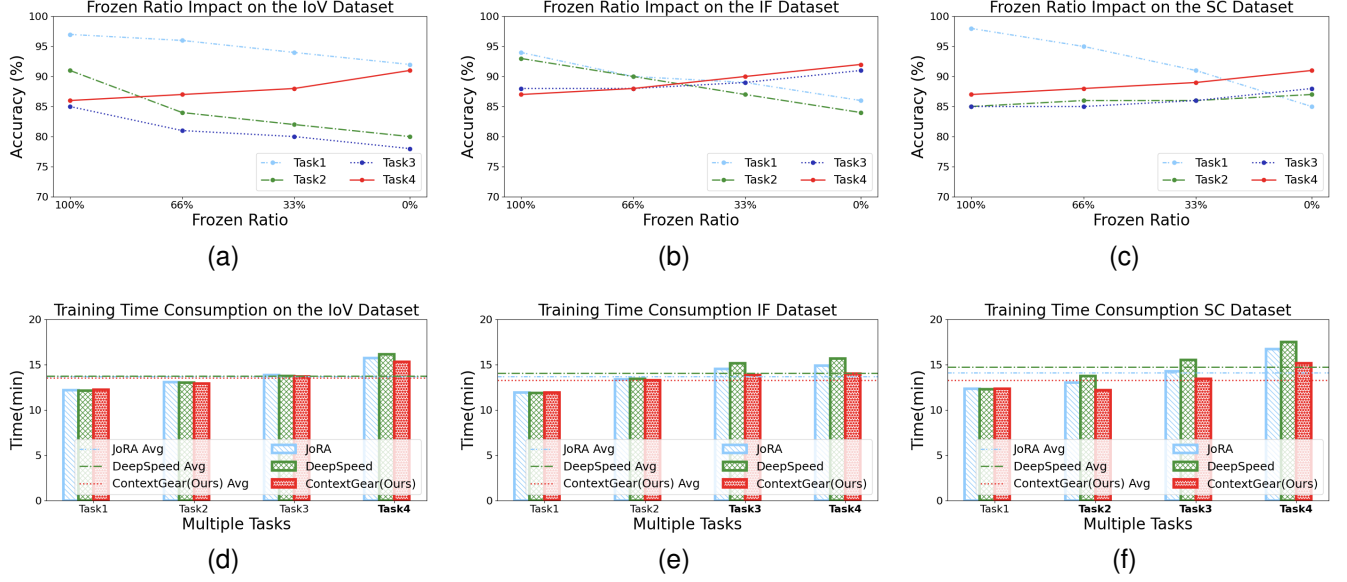 Frozen Ratio Impact on the IoV Dataset
100
95
90
85
80
75
70
Accuracy (%)
Task1
Task3
Task2
Task4
100%
66%
33%
0%
Frozen Ratio
(a)
Frozen Ratio Impact on the IF Dataset
100
95
90
85
80
75
70
Accuracy (%)
Task1
Task3
Task2
Task4
100%
66%
33%
0%
Frozen Ratio
(b)
Frozen Ratio Impact on the SC Dataset
100
95
90
85
80
75
70
Accuracy (%)
Task1
Task3
Task2
Task4
100%
66%
33%
0%
Frozen Ratio
(c)
Training Time Consumption on the IoV Dataset
20
15
10
5
0
Time(min)
JoRA Avg
JoRA
DeepSpeed Avg
DeepSpeed
ContextGear(Ours) Avg
ContextGear(Ours)
Task1
Task2
Task3
Task4
Multiple Tasks
(d)
Training Time Consumption IF Dataset
20
15
10
5
0
Time(min)
JoRA Avg
JoRA
DeepSpeed Avg
DeepSpeed
ContextGear(Ours) Avg
ContextGear(Ours)
Task1
Task2
Task3
Task4
Multiple Tasks
(e)
Training Time Consumption SC Dataset
20
15
10
5
0
Time(min)
JoRA Avg
JoRA
DeepSpeed Avg
DeepSpeed
ContextGear(Ours) Avg
ContextGear(Ours)
Task1
Task2
Task3
Task4
Multiple Tasks
(f)